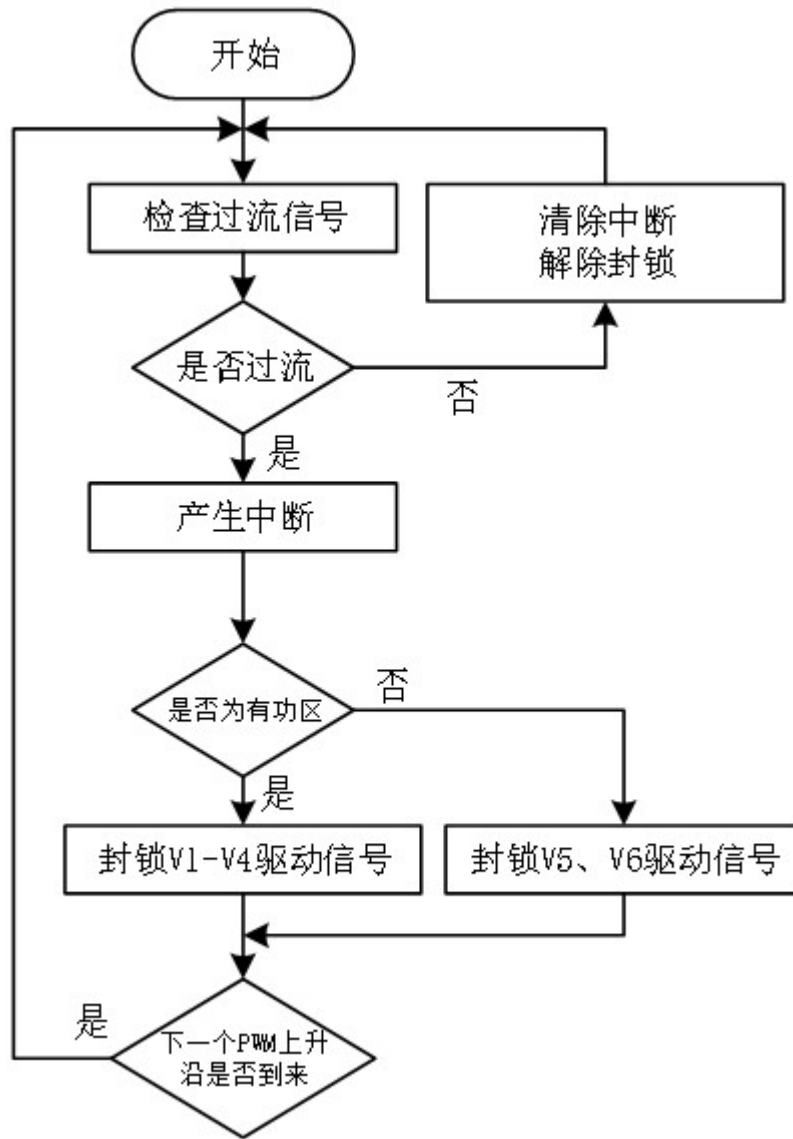 开始
检查过流信号
清除中断
解除封锁
是否过流
否
是
产生中断
是否为有功区
否
是
封锁V1-V4驱动信号
封锁V5、V6驱动信号
是
下一个PWM上升
沿是否到来